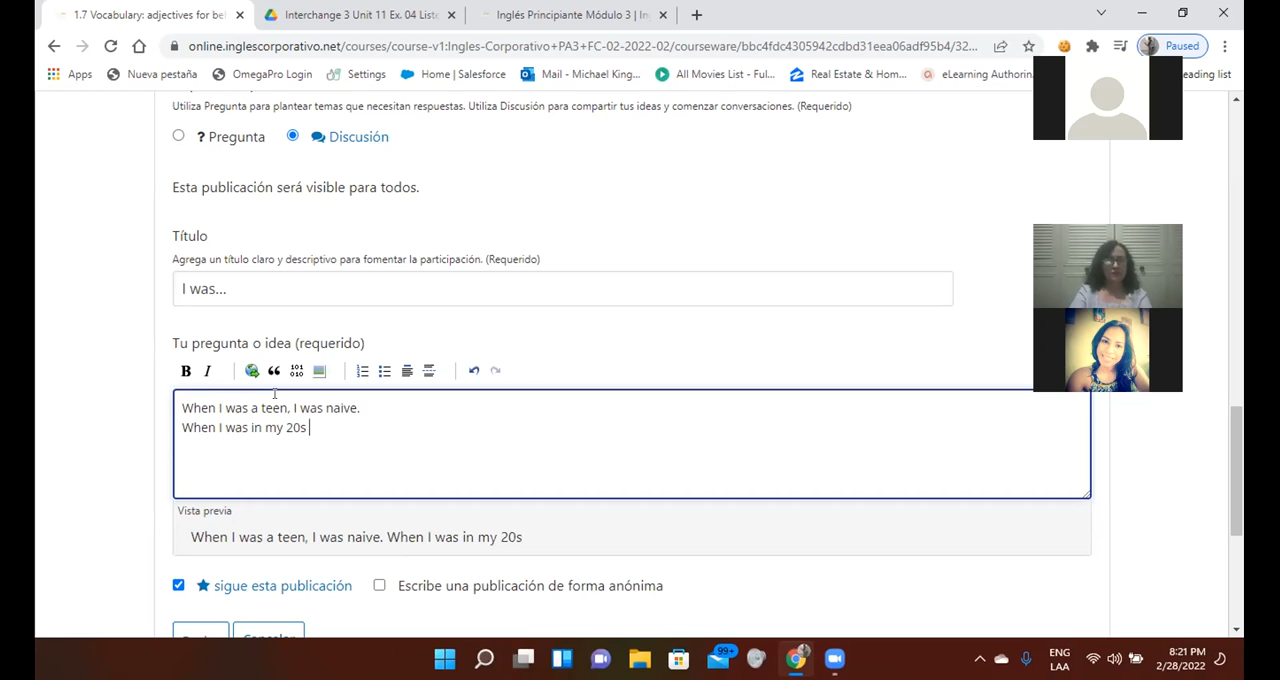 1.7 Vocabulary: adjectives for bel
Interchange 3 Unit 11 Ex. 04 Liste
Inglés Principiante Módulo 3 | In
online.inglescorporativo.net/courses/course-v1:Ingles-Corporativo+PA3+FC-02-2022-02/courseware/bbc4fdc4305942cdbd31eea06adf95b4/32...
Paused
Apps
Nueva pestaña
OmegaPro Login
Settings
Home | Salesforce
Mail - Michael King...
All Movies List - Ful...
Real Estate & Hom...
eLearning Authorin
eading list
Utiliza Pregunta para plantear temas que necesitan respuestas. Utiliza Discusión para compartir tus ideas y comenzar conversaciones. (Requerido)
? Pregunta
Discusión
Esta publicación será visible para todos.
Título
Agrega un título claro y descriptivo para fomentar la participación. (Requerido)
I was...
Tu pregunta o idea (requerido)
B I
When I was a teen, I was naive.
When I was in my 20s
Vista previa
When I was a teen, I was naive. When I was in my 20s
sigue esta publicación
Escribe una publicación de forma anónima
Cancelar
99+
ENG
LAA
8:21 PM
2/28/2022